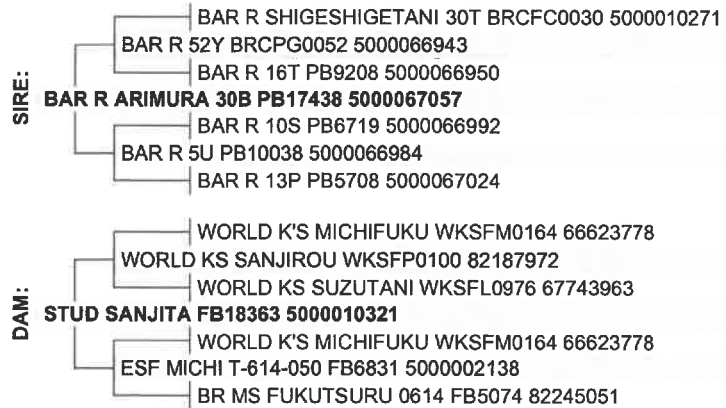 BAR R SHIGESHIGETANI 30T BRCFC0030 5000010271
BAR R 52Y BRCPG0052 5000066943
BAR R 16T PB9208 5000066950
SIRE:
BAR R ARIMURA 30B PB17438 5000067057
BAR R 10S PB6719 5000066992
BAR R 5U PB10038 5000066984
BAR R 13P PB5708 5000067024
WORLD K'S MICHIFUKU WKSFM0164 66623778
WORLD KS SANJIROU WKSFP0100 82187972
WORLD KS SUZUTANI WKSFL0976 67743963
DAM:
STUD SANJITA FB18363 5000010321
WORLD K'S MICHIFUKU WKSFM0164 66623778
ESF MICHI T-614-050 FB6831 5000002138
BR MS FUKUTSURU 0614 FB5074 82245051